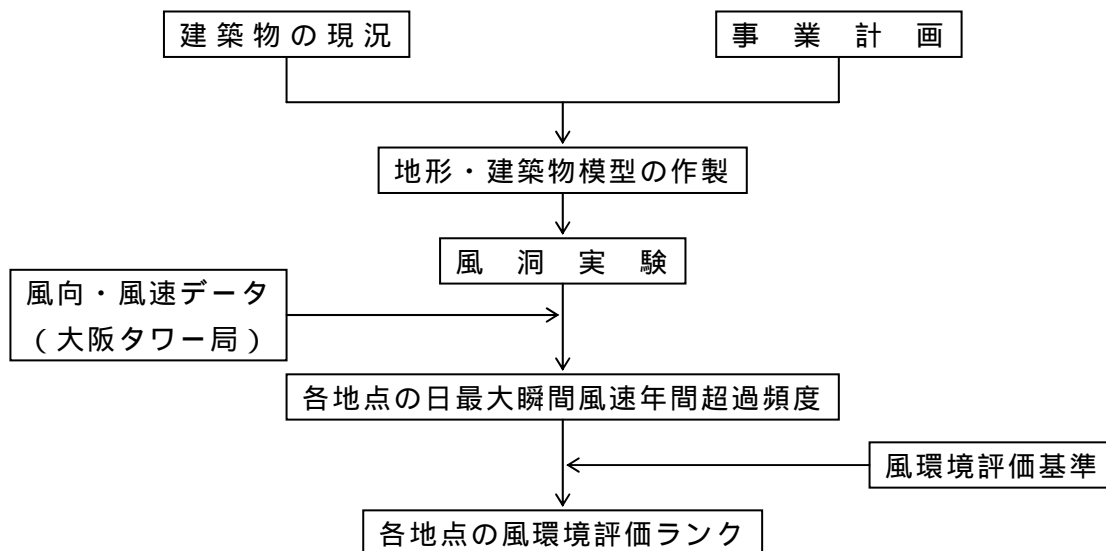 建築物の現況
事業計画
地形・建築物模型の作製
風洞実験
風向・風速データ
(大阪タワー局)
各地点の日最大瞬間風速年間超過頻度
風環境評価基準
各地点の風環境評価ランク